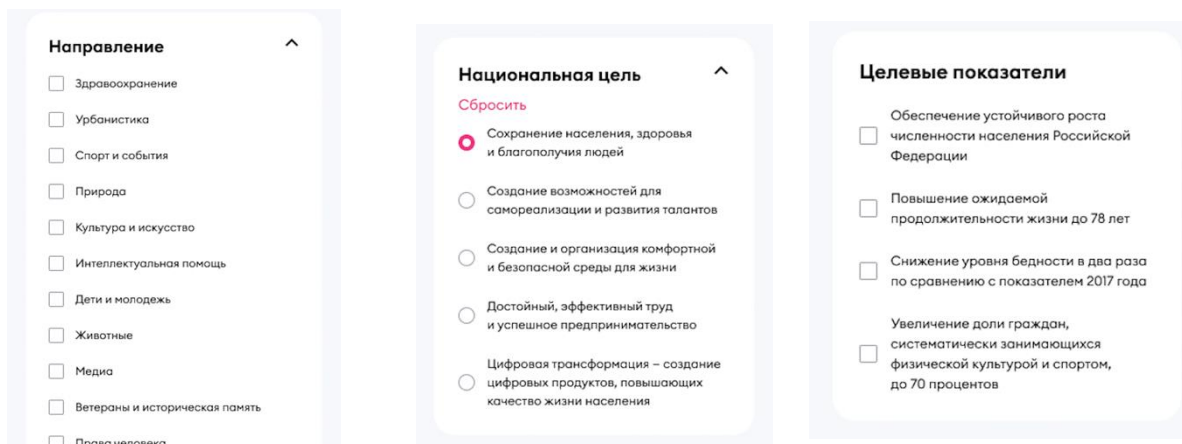 Направление
Здравоохранение
Урбанистика
Спорт и события
Природа
Культура и искусство
Интеллектуальная помощь
Дети и молодежь
Животные
Медиа
Ветераны и историческая память
Права человека
Национальная цель
Сбросить
Сохранение населения, здоровья
и благополучия людей
Создание возможностей для
самореализации и развития талантов
Создание и организация комфортной
и безопасной среды для жизни
Достойный, эффективный труд
и успешное предпринимательство
Цифровая трансформация – создание
цифровых продуктов, повышающих
качество жизни населения
Целевые показатели
Обеспечение устойчивого роста
численности населения Российской
Федерации
Повышение ожидаемой
продолжительности жизни до 78 лет
Снижение уровня бедности в два раза
по сравнению с показателем 2017 года
Увеличение доли граждан,
систематически занимающихся
физической культурой и спортом,
до 70 процентов